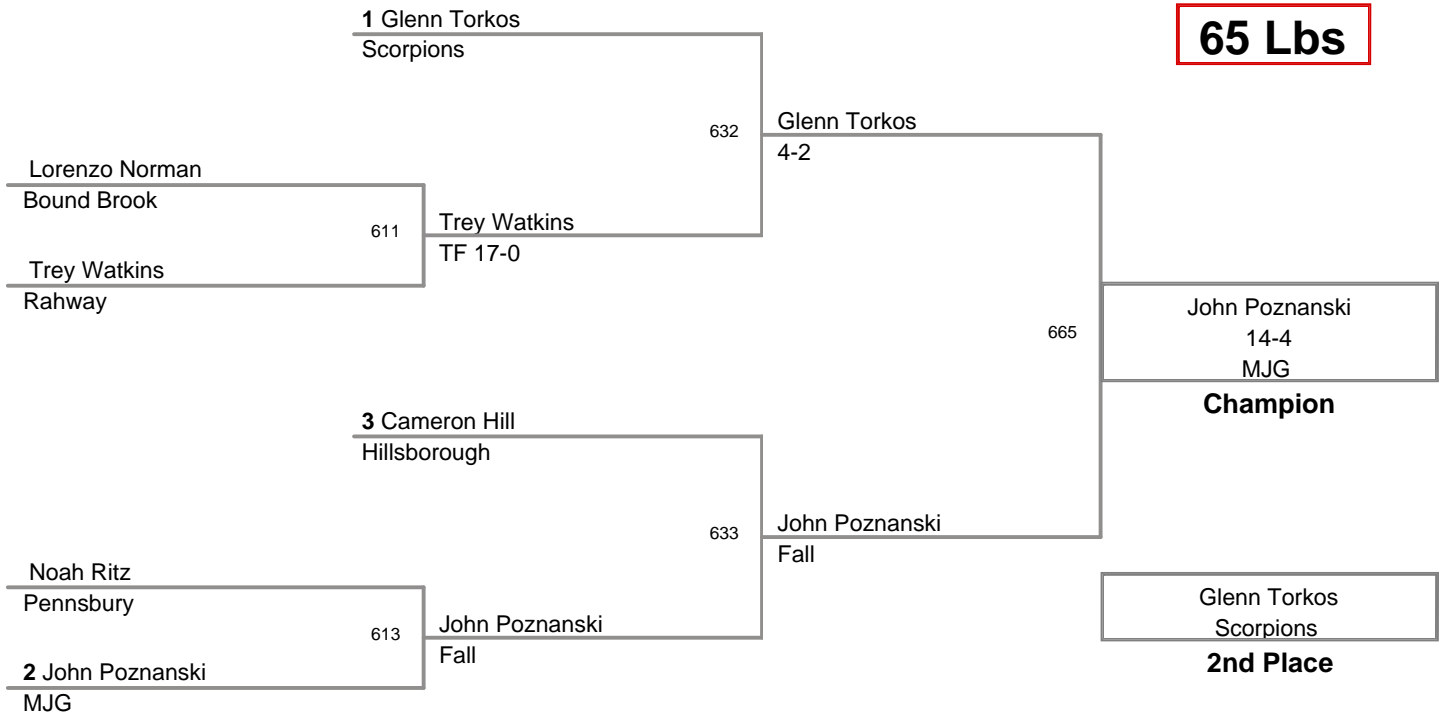 1 Glenn Torkos
Scorpions
65 Lbs
632
Glenn Torkos
4-2
Lorenzo Norman
Bound Brook
611
Trey Watkins
TF 17-0
Trey Watkins
Rahway
665
John Poznanski
14-4
MJG
Champion
3 Cameron Hill
Hillsborough
633
John Poznanski
Fall
Noah Ritz
Pennsbury
613
John Poznanski
Fall
2 John Poznanski
MJG
Glenn Torkos
Scorpions
2nd Place